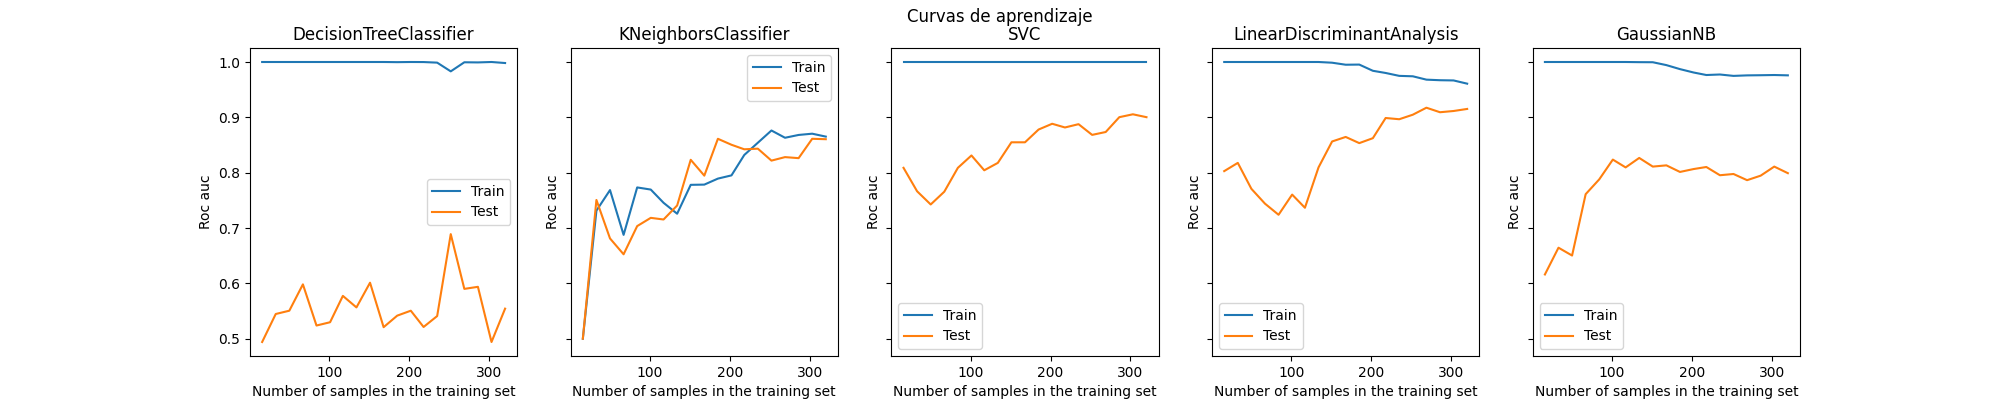 Curvas de aprendizaje
DecisionTreeClassifier
KNeighborsClassifier
SVC
LinearDiscriminantAnalysis
GaussianNB
1.0
0.9
0.8
0.7
0.6
0.5
Roc auc
Train
Test
100
200
300
Number of samples in the training set
Roc auc
Train
Test
100
200
300
Number of samples in the training set
Roc auc
Train
Test
100
200
300
Number of samples in the training set
Roc auc
Train
Test
100
200
300
Number of samples in the training set
Roc auc
Train
Test
100
200
300
Number of samples in the training set